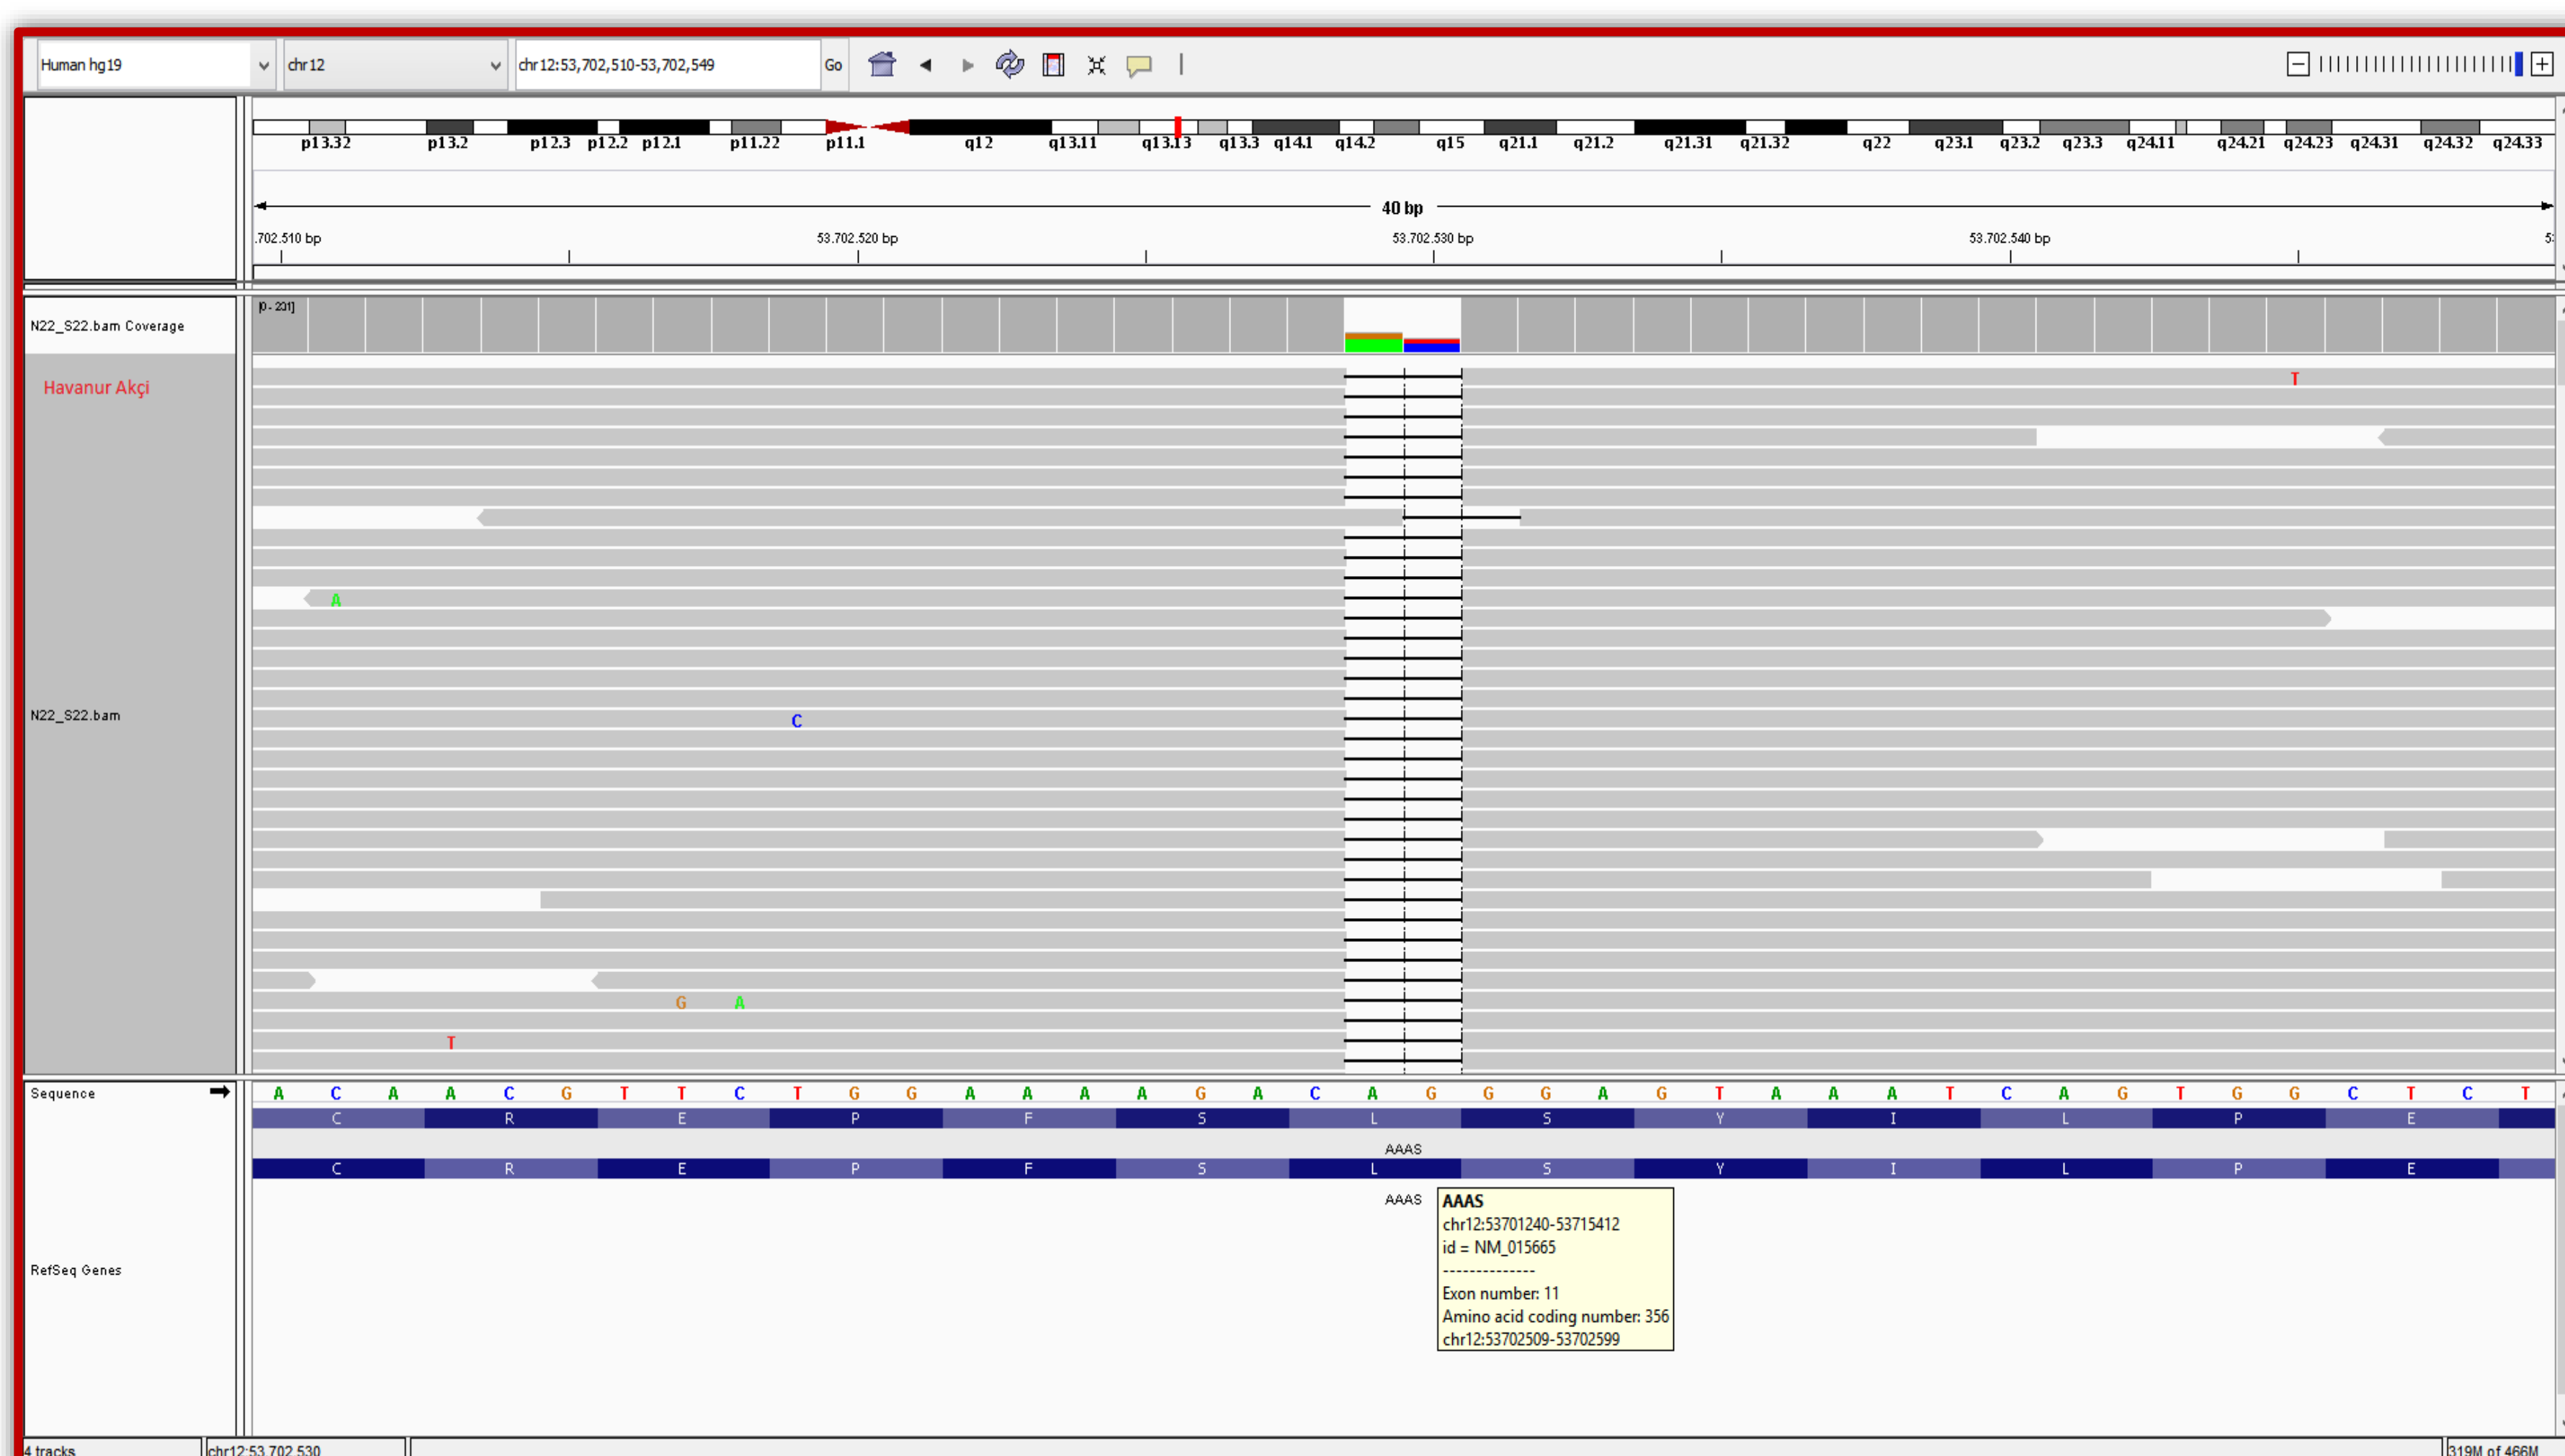 Human hg19 chr12 chr12:53,702,510-53,702,549 Go
p13.32 p13.2 p12.3 p12.2 p12.1 p11.22 p11.1 q12 q13.11 q13.13 q13.3 q14.1 q14.2 q15 q21.1 q21.2 q21.31 q21.32 q22 q23.1 q23.2 q23.3 q24.11 q24.21 q24.23 q24.31 q24.32 q24.33
40 bp
.702.510 bp 53.702.520 bp 53.702.530 bp 53.702.540 bp
[0 - 201]
N22_S22.bam Coverage
Havanur Akçi
T
A
N22_S22.bam
C
G A
T
Sequence A C A A C G T T C T G G A A A A G A C A G G G A G T A A A T C A G T G G C T C T
C R E P F S L S Y I L P E
AAAS
C R E P F S L S Y I L P E
AAAS
AAAS
chr12:53701240-53715412
id = NM_015665
--------------
Exon number: 11
Amino acid coding number: 356
chr12:53702509-53702599
RefSeq Genes
4 tracks chr12:53,702,530 319M of 466M